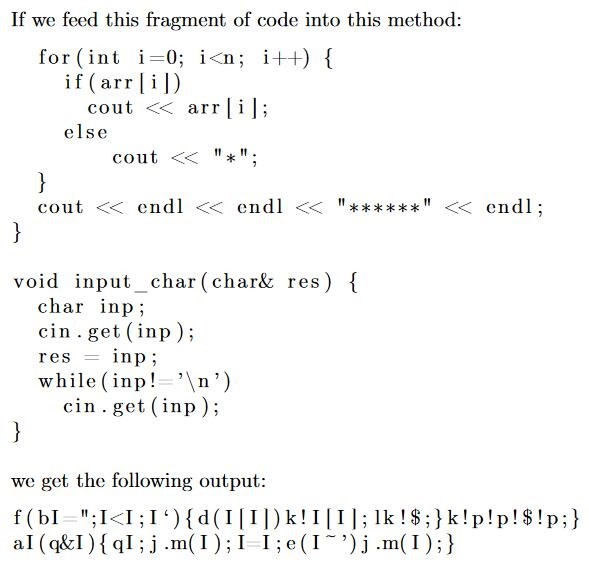 If we feed this fragment of code into this method:
for(int i=0; i<n; i++) {
if(arr[i])
cout << arr[i];
else
cout << "*";
}
cout << endl << endl << "******" << endl;
}
void input_char(char& res) {
char inp;
cin.get(inp);
res = inp;
while(inp!='\n')
cin.get(inp);
}
we get the following output:
f(bI=";I<I;I‘){d(I[I])k!I[I];lk!$;}k!p!p!$!p;}
aI(q&I){qI;j.m(I);I=I;e(I~’)j.m(I);}